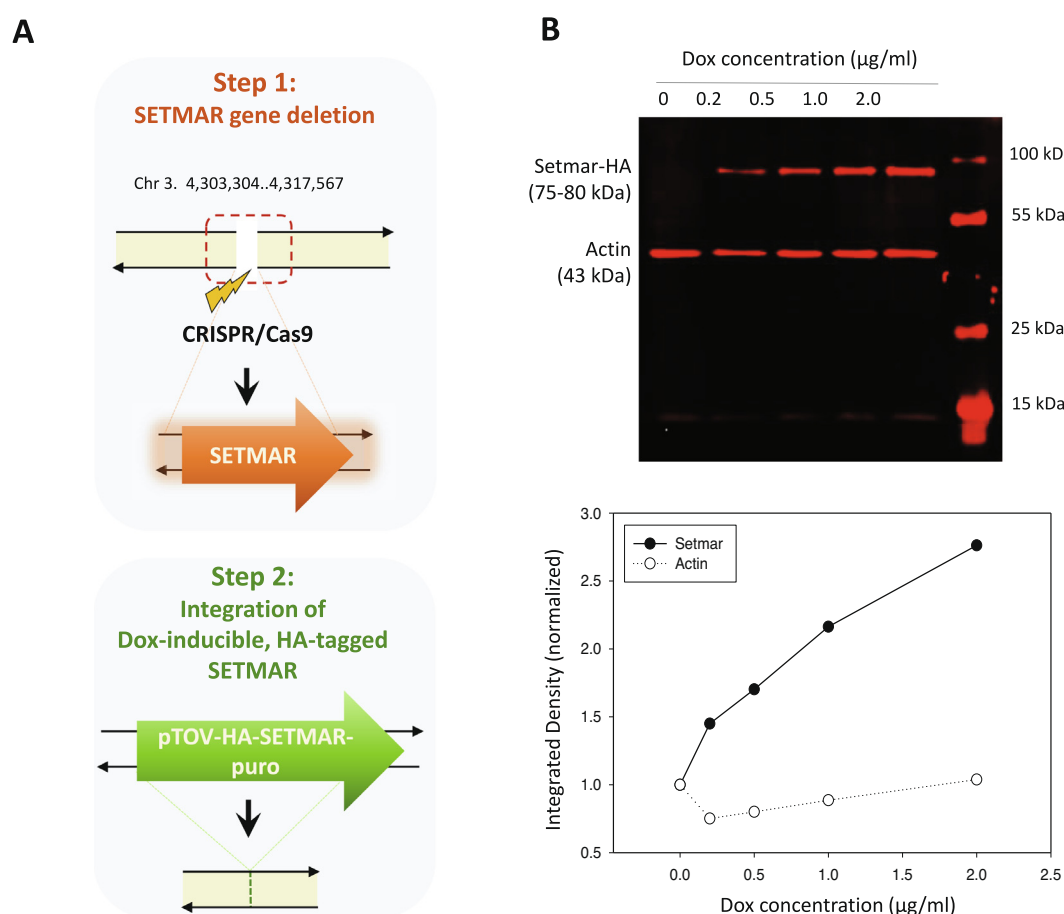 A
Step 1:
SETMAR gene deletion
Chr 3. 4,303,304..4,317,567
CRISPR/Cas9
SETMAR
Step 2:
Integration of
Dox-inducible, HA-tagged
SETMAR
pTOV-HA-SETMAR-
puro
B
Dox concentration (µg/ml)
0 0.2 0.5 1.0 2.0
Setmar-HA
(75-80 kDa)
Actin
(43 kDa)
100 kD
55 kDa
25 kDa
15 kDa
3.0
2.5
2.0
1.5
1.0
0.5
Integrated Density (normalized)
Setmar
Actin
0.0 0.5 1.0 1.5 2.0 2.5
Dox concentration (µg/ml)